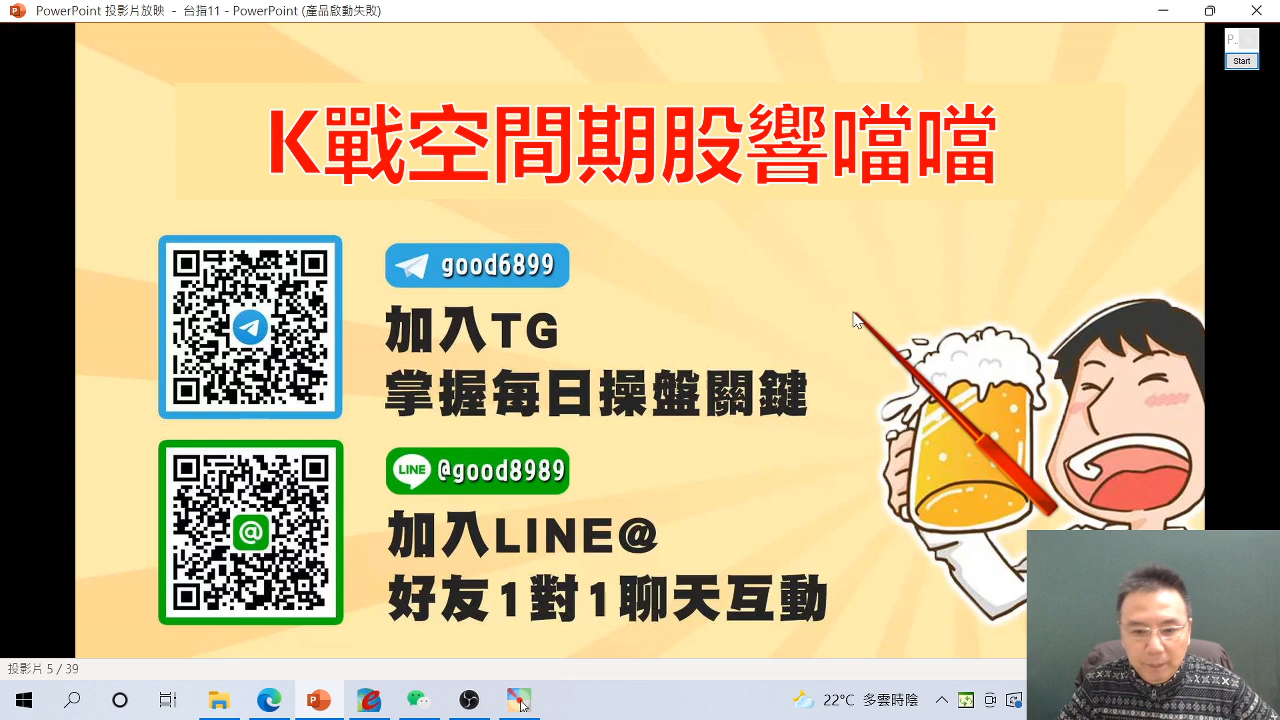 PowerPoint 投影片放映 - 台指11 - PowerPoint (產品啟動失敗)
P..
Start
K戰空間期股響噹噹
good6899
加入TG
掌握每日操盤關鍵
LINE @good8989
@
加入LINE@
好友1對1聊天互動
投影片 5 / 39
22°C 多雲時陰